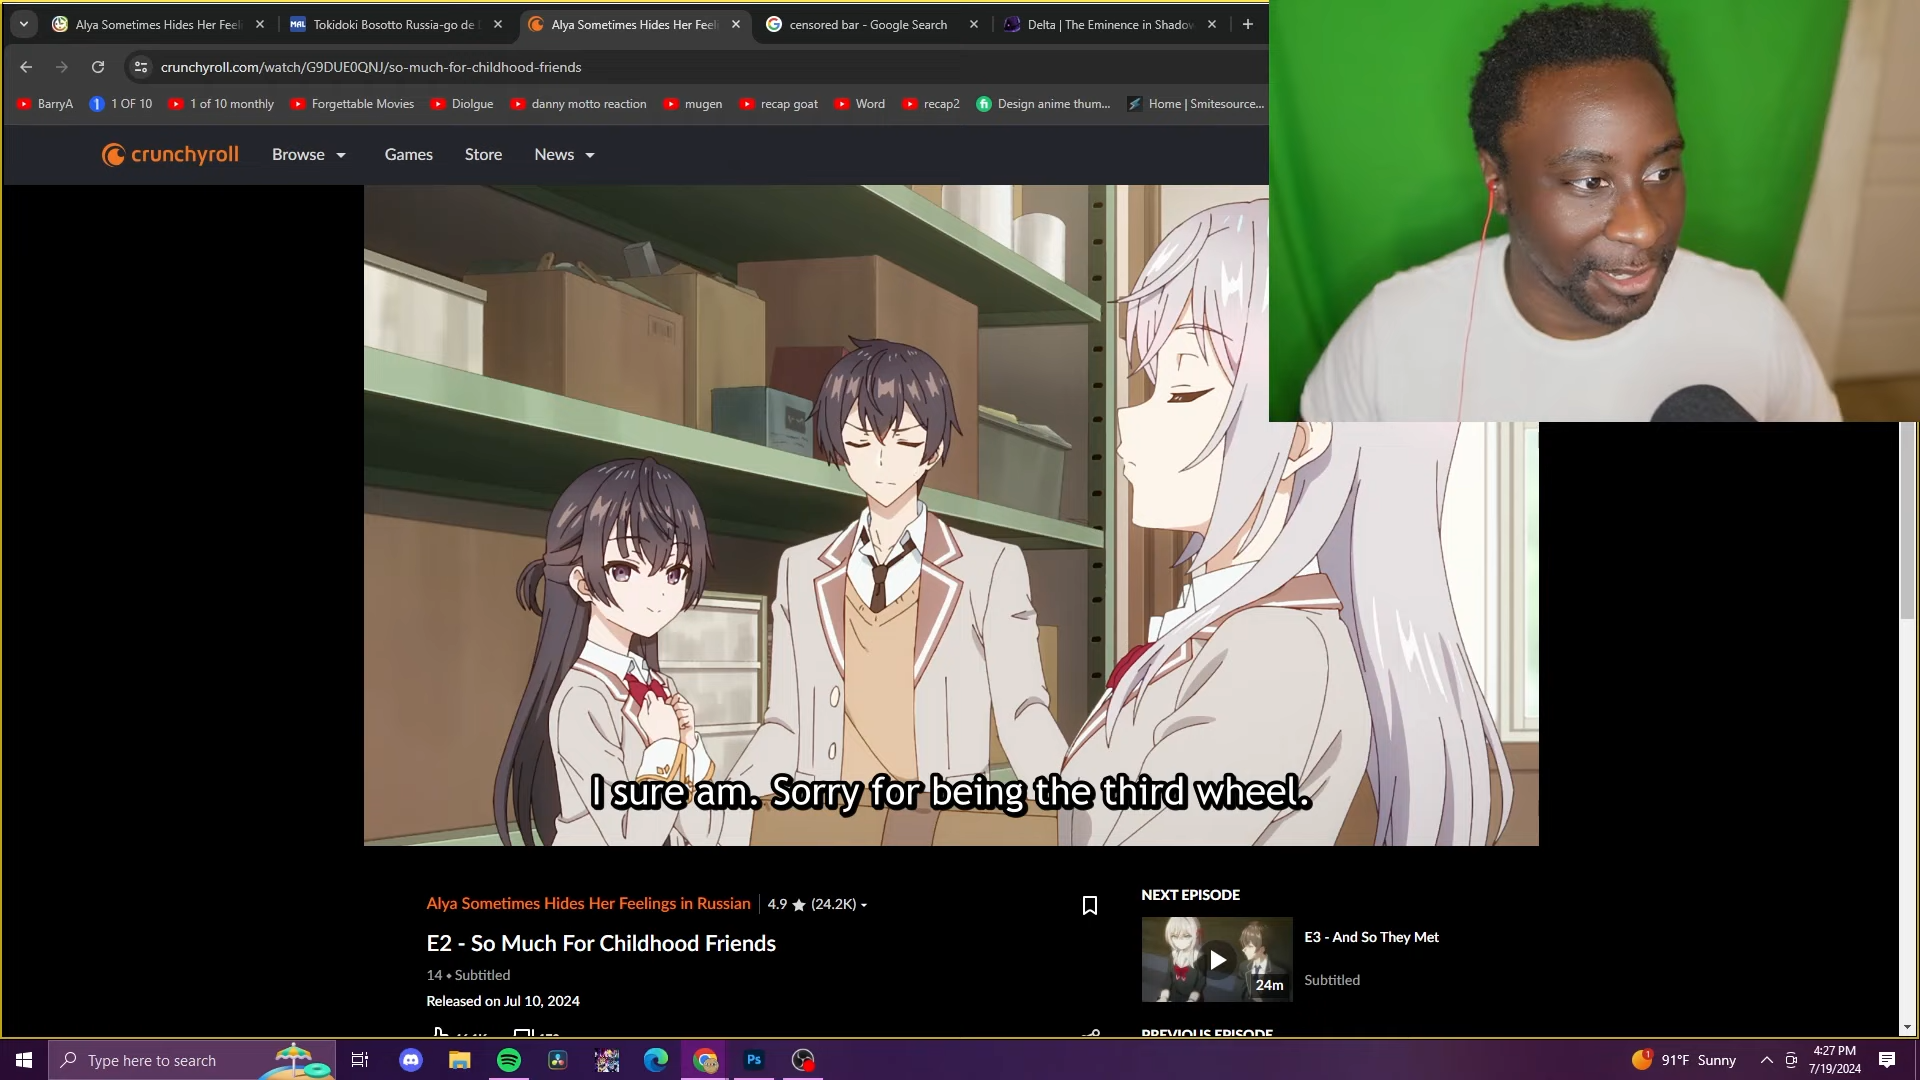 Alya Sometimes Hides Her Feeli
Tokidoki Bosotto Russia-go de
Alya Sometimes Hides Her Feeli
censored bar - Google Search
Delta | The Eminence in Shadow
crunchyroll.com/watch/G9DUE0QNJ/so-much-for-childhood-friends
BarryA
1 OF 10
1 of 10 monthly
Forgettable Movies
Diolgue
danny motto reaction
mugen
recap goat
Word
recap2
Design anime thum...
Home | Smitesource...
crunchyroll
Browse
Games
Store
News
I sure am. Sorry for being the third wheel.
Alya Sometimes Hides Her Feelings in Russian
4.9 ★ (24.2K)
E2 - So Much For Childhood Friends
14 • Subtitled
Released on Jul 10, 2024
NEXT EPISODE
E3 - And So They Met
24m
Subtitled
PREVIOUS EPISODE
Type here to search
Ps
91°F Sunny
4:27 PM
7/19/2024